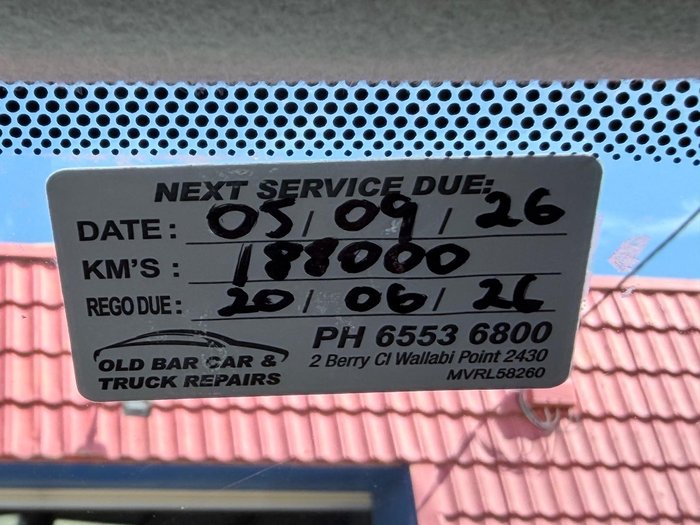 NEXT SERVICE DUE:
DATE: 05/09/26
KM'S: 188000
REGO DUE: 20/06/26
OLD BAR CAR &
TRUCK REPAIRS
PH 6553 6800
2 Berry Cl Wallabi Point 2430
MVRL58260